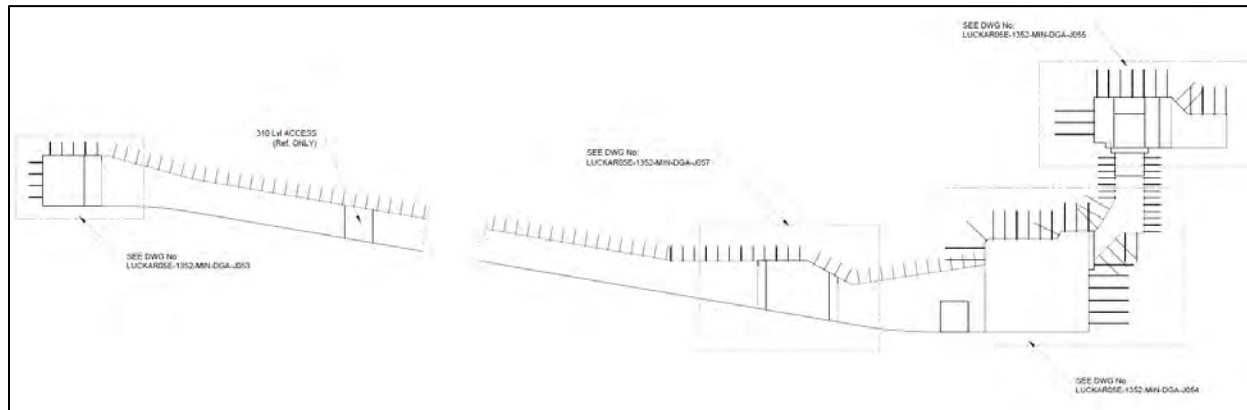 SEE DWG No:
LUCKAR05E-1352-MIN-DGA-J055
310 Lvl ACCESS
(Ref. ONLY)
SEE DWG No:
LUCKAR05E-1352-MIN-DGA-J057
SEE DWG No:
LUCKAR05E-1352-MIN-DGA-J053
SEE DWG No:
LUCKAR05E-1352-MIN-DGA-J054